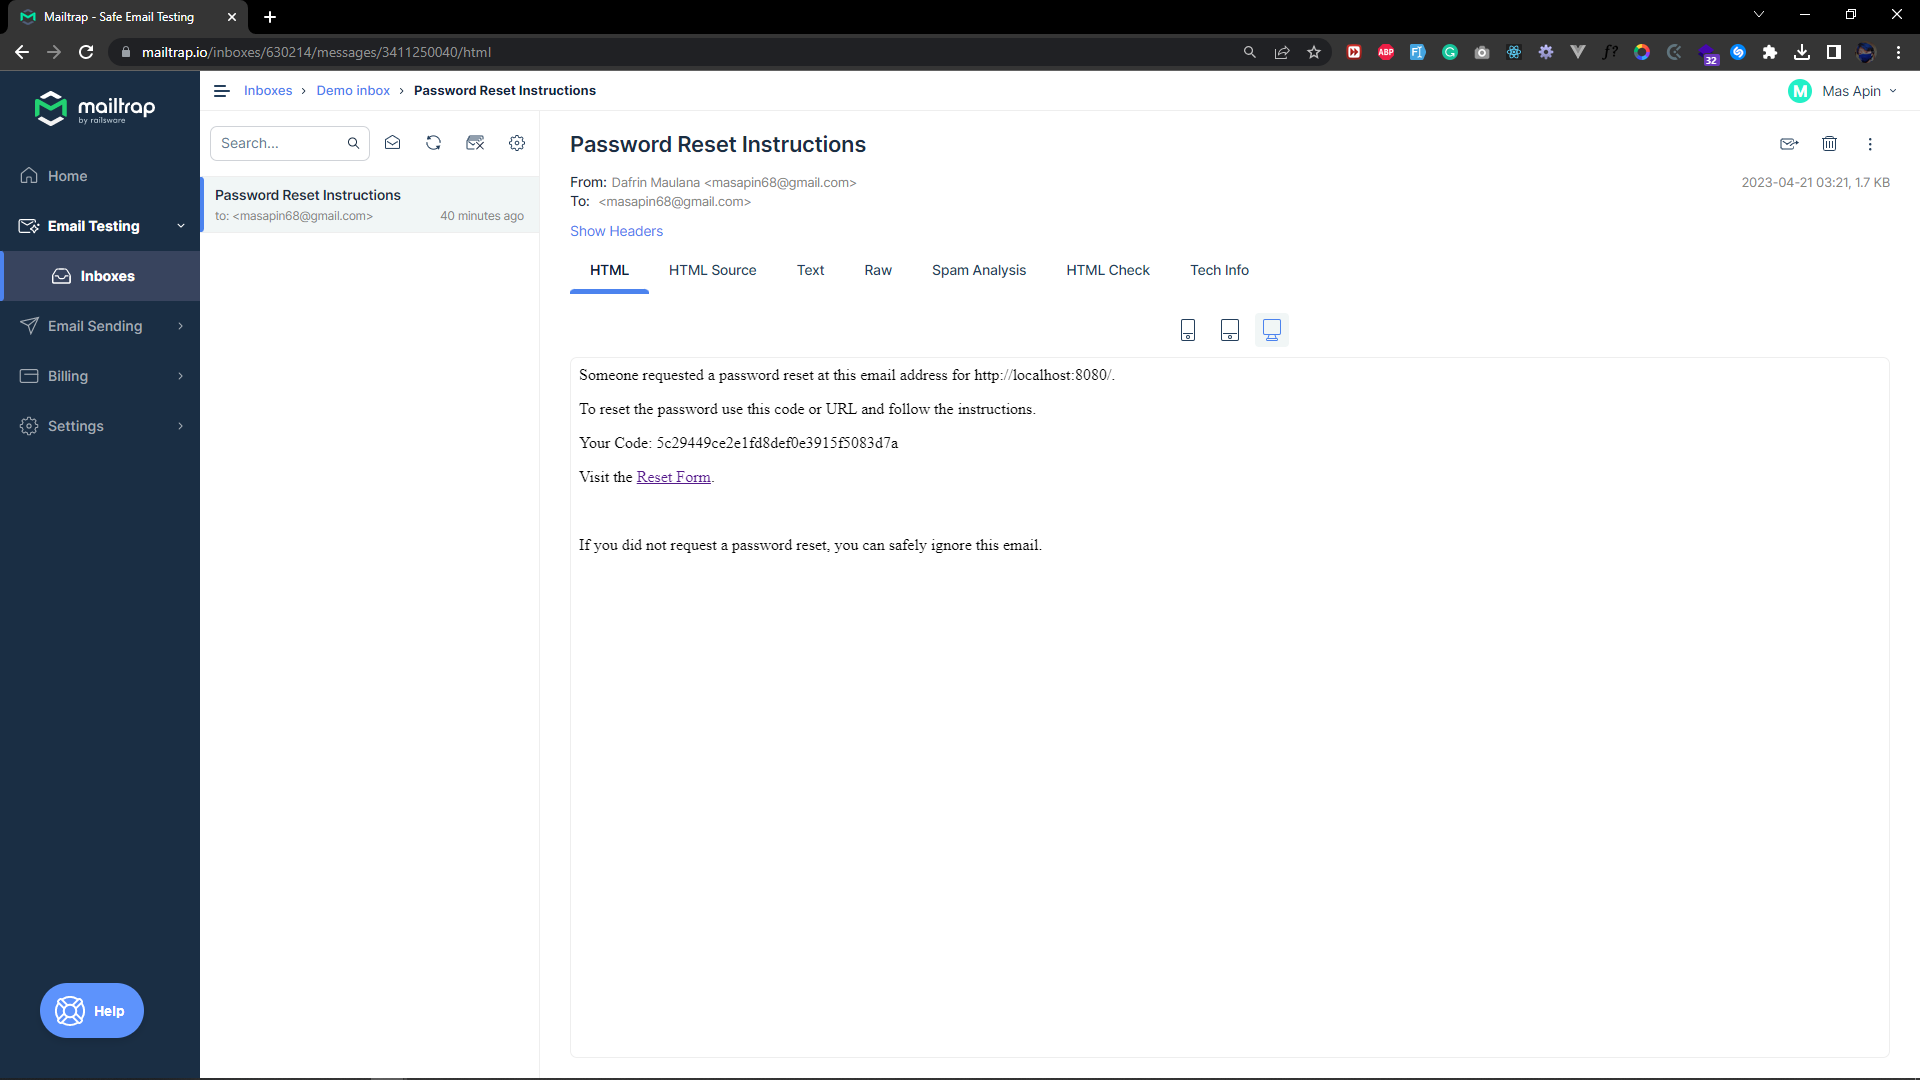 Mailtrap - Safe Email Testing
mailtrap.io/inboxes/630214/messages/3411250040/html
ABP
32
mailtrap
by railsware
Home
Email Testing
Inboxes
Email Sending
Billing
Settings
Help
Inboxes › Demo inbox › Password Reset Instructions
M Mas Apin
Search...
Password Reset Instructions
to: <masapin68@gmail.com> 40 minutes ago
Password Reset Instructions
From: Dafrin Maulana <masapin68@gmail.com>
2023-04-21 03:21, 1.7 KB
To: <masapin68@gmail.com>
Show Headers
HTML HTML Source Text Raw Spam Analysis HTML Check Tech Info
Someone requested a password reset at this email address for http://localhost:8080/.
To reset the password use this code or URL and follow the instructions.
Your Code: 5c29449ce2e1fd8def0e3915f5083d7a
Visit the Reset Form.
If you did not request a password reset, you can safely ignore this email.